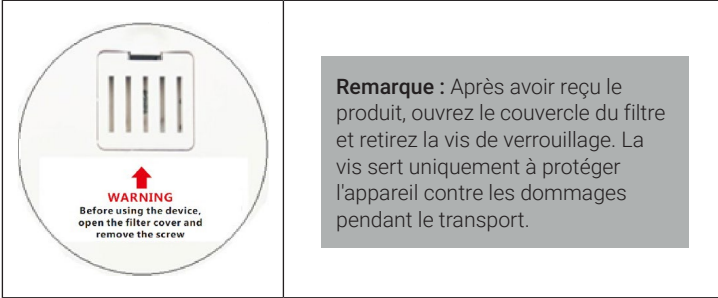 WARNING
Before using the device,
open the filter cover and
remove the screw
Remarque : Après avoir reçu le
produit, ouvrez le couvercle du filtre
et retirez la vis de verrouillage. La
vis sert uniquement à protéger
l'appareil contre les dommages
pendant le transport.